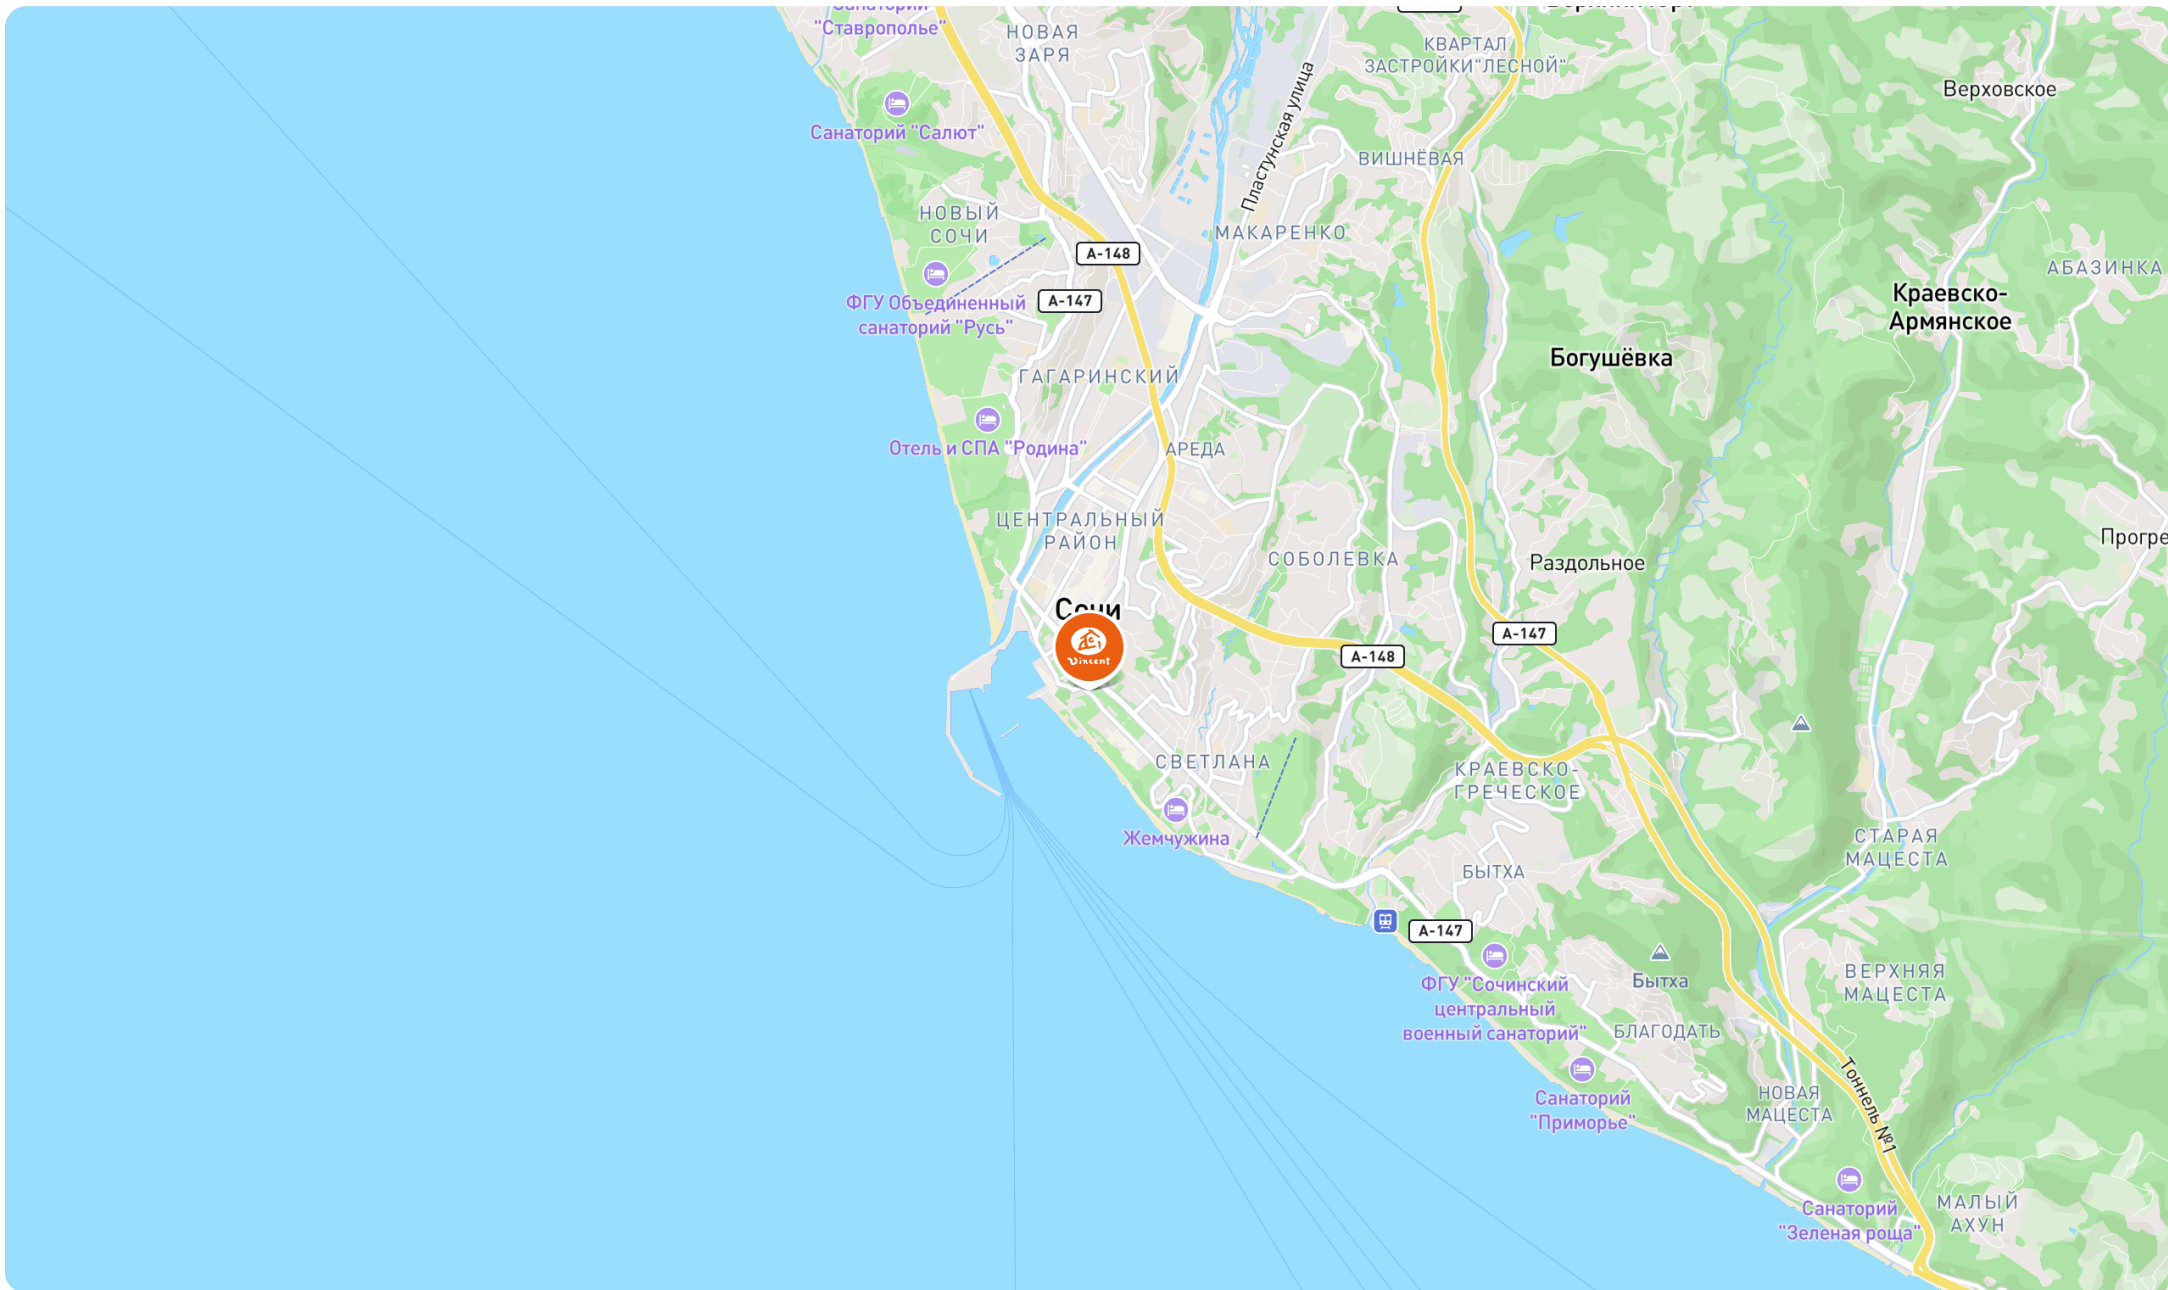 Санаторий
"Ставрополье"
НОВАЯ
ЗАРЯ
КВАРТАЛ
ЗАСТРОЙКИ"ЛЕСНОЙ"
Верховское
Санаторий "Салют"
Пластунская улица
ВИШНЁВАЯ
НОВЫЙ
СОЧИ
МАКАРЕНКО
А-148
АБАЗИНКА
ФГУ Объединенный
санаторий "Русь"
А-147
Краевско-
Армянское
Богушёвка
ГАГАРИНСКИЙ
Отель и СПА "Родина"
АРЕДА
ЦЕНТРАЛЬНЫЙ
РАЙОН
СОБОЛЕВКА
Раздольное
Прогре
Сочи
Vincent
А-148
А-147
СВЕТЛАНА
КРАЕВСКО-
ГРЕЧЕСКОЕ
Жемчужина
СТАРАЯ
МАЦЕСТА
БЫТХА
А-147
ФГУ "Сочинский
центральный
военный санаторий"
Бытха
ВЕРХНЯЯ
МАЦЕСТА
БЛАГОДАТЬ
Санаторий
"Приморье"
НОВАЯ
МАЦЕСТА
Тоннель №1
Санаторий
"Зеленая роща"
МАЛЫЙ
АХУН